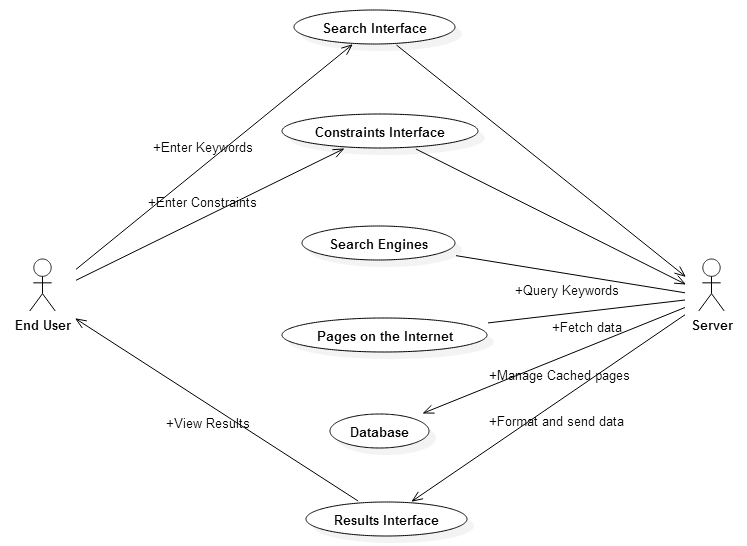 Search Interface
+Enter Keywords
Constraints Interface
+Enter Constraints
Search Engines
+Query Keywords
End User
Server
Pages on the Internet
+Fetch data
+Manage Cached pages
+View Results
+Format and send data
Database
Results Interface